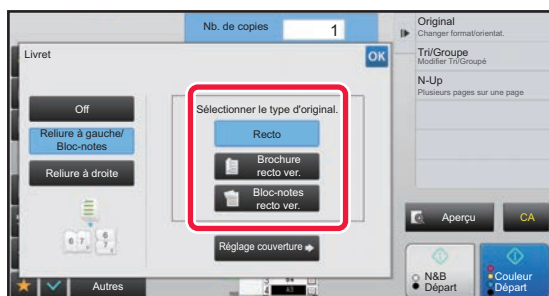 Nb. de copies 1
Livret
OK
Off
Reliure à gauche/
Bloc-notes
Reliure à droite
6 7
Sélectionner le type d'original.
Recto
Brochure
recto ver.
Bloc-notes
recto ver.
Réglage couverture
Autres
Original
Changer format/orientat.
Tri/Groupe
Modifier Tri/Groupé
N-Up
Plusieurs pages sur une page
Aperçu
CA
N&B
Départ
Couleur
Départ